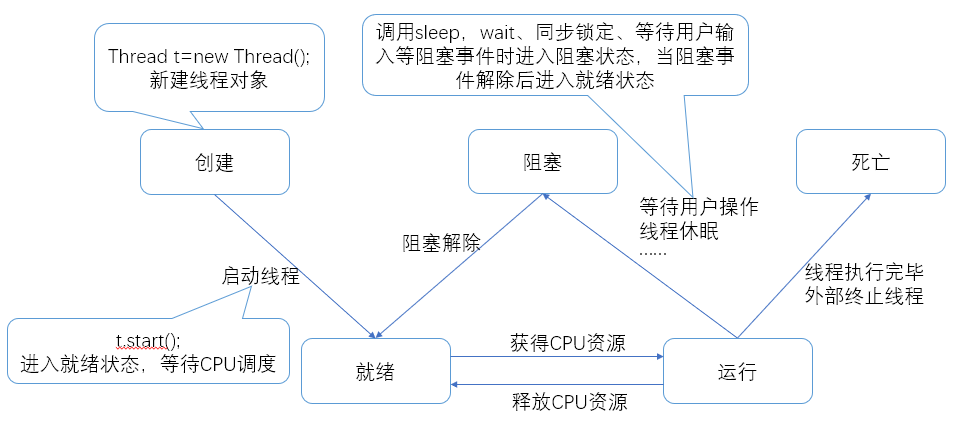 Thread t=new Thread();
新建线程对象
调用sleep，wait、同步锁定、等待用户输
入等阻塞事件时进入阻塞状态，当阻塞事
件解除后进入就绪状态
创建
阻塞
死亡
等待用户操作
线程休眠
……
阻塞解除
启动线程
线程执行完毕
外部终止线程
t.start();
进入就绪状态，等待CPU调度
就绪
获得CPU资源
运行
释放CPU资源